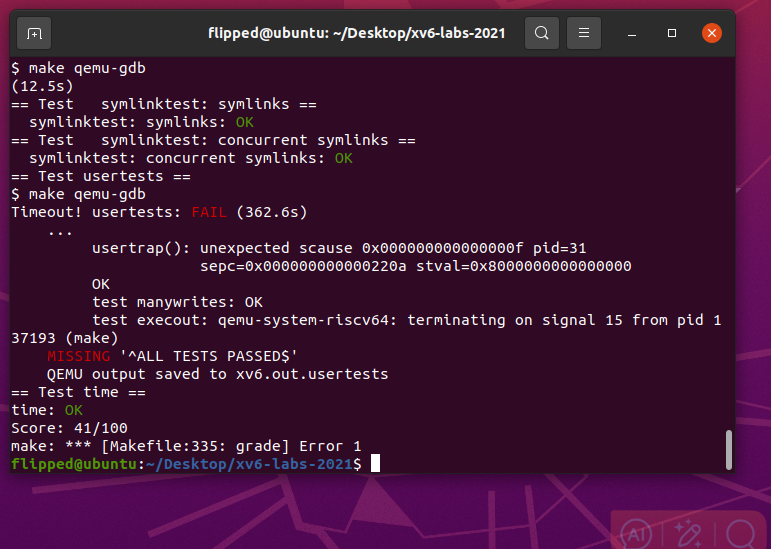 flipped@ubuntu: ~/Desktop/xv6-labs-2021
$ make qemu-gdb
(12.5s)
== Test   symlinktest: symlinks ==
  symlinktest: symlinks: OK
== Test   symlinktest: concurrent symlinks ==
  symlinktest: concurrent symlinks: OK
== Test usertests ==
$ make qemu-gdb
Timeout! usertests: FAIL (362.6s)
    ...
         usertrap(): unexpected scause 0x000000000000000f pid=31
                     sepc=0x000000000000220a stval=0x8000000000000000
         OK
         test manywrites: OK
         test execout: qemu-system-riscv64: terminating on signal 15 from pid 1
37193 (make)
    MISSING '^ALL TESTS PASSED$'
    QEMU output saved to xv6.out.usertests
== Test time ==
time: OK
Score: 41/100
make: *** [Makefile:335: grade] Error 1
flipped@ubuntu:~/Desktop/xv6-labs-2021$
AI